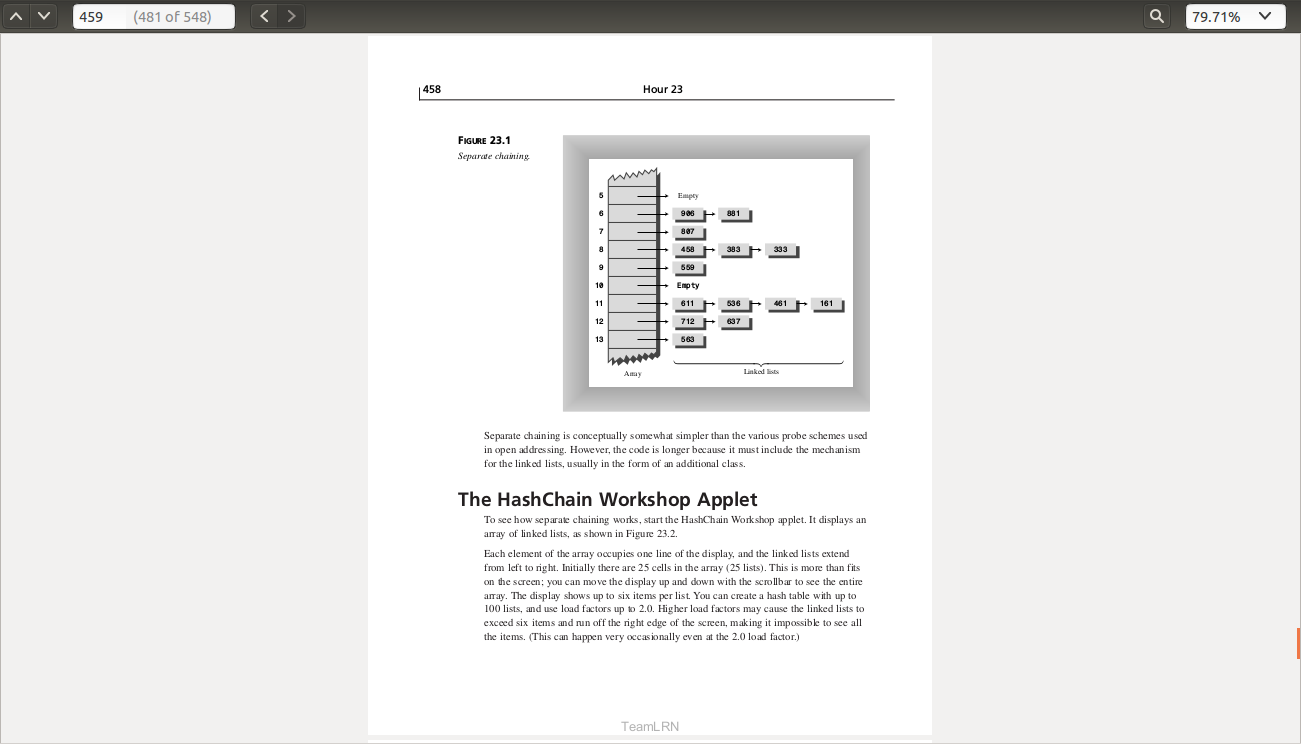 459 (481 of 548) 79.71%
458 Hour 23
FIGURE 23.1
Separate chaining.
5 Empty
6 906 881
7 807
8 458 383 333
9 559
10 Empty
11 611 536 461 161
12 712 637
13 563
Array Linked lists
Separate chaining is conceptually somewhat simpler than the various probe schemes used
in open addressing. However, the code is longer because it must include the mechanism
for the linked lists, usually in the form of an additional class.
The HashChain Workshop Applet
To see how separate chaining works, start the HashChain Workshop applet. It displays an
array of linked lists, as shown in Figure 23.2.
Each element of the array occupies one line of the display, and the linked lists extend
from left to right. Initially there are 25 cells in the array (25 lists). This is more than fits
on the screen; you can move the display up and down with the scrollbar to see the entire
array. The display shows up to six items per list. You can create a hash table with up to
100 lists, and use load factors up to 2.0. Higher load factors may cause the linked lists to
exceed six items and run off the right edge of the screen, making it impossible to see all
the items. (This can happen very occasionally even at the 2.0 load factor.)
TeamLRN